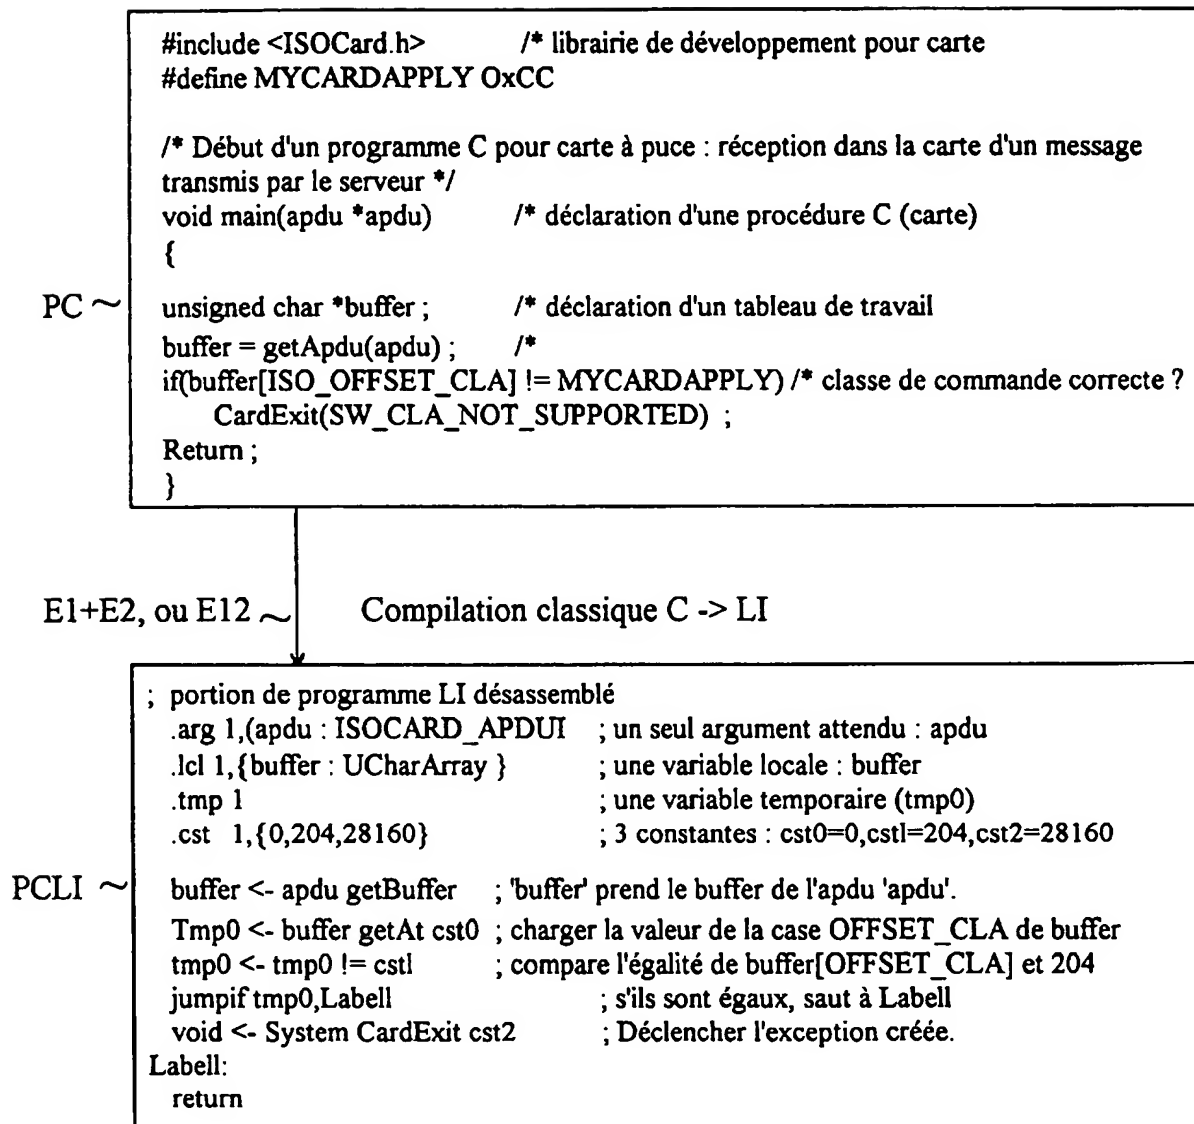 #include <ISOCard.h> /* librairie de développement pour carte
#define MYCARDAPPLY OxCC
/* Début d'un programme C pour carte à puce : réception dans la carte d'un message
transmis par le serveur */
void main(apdu *apdu) /* déclaration d'une procédure C (carte)
{
PC ~ unsigned char *buffer ; /* déclaration d'un tableau de travail
buffer = getApdu(apdu) ; /*
if(buffer[ISO_OFFSET_CLA] != MYCARDAPPLY) /* classe de commande correcte ?
CardExit(SW_CLA_NOT_SUPPORTED) ;
Return ;
}
E1+E2, ou E12 ~ Compilation classique C -> LI
; portion de programme LI désassemblé
.arg 1,(apdu : ISOCARD_APDUI ; un seul argument attendu : apdu
.lcl 1,{buffer : UCharArray } ; une variable locale : buffer
.tmp 1 ; une variable temporaire (tmp0)
.cst 1,{0,204,28160} ; 3 constantes : cst0=0,cstl=204,cst2=28160
PCLI ~ buffer <- apdu getBuffer ; 'buffer' prend le buffer de l'apdu 'apdu'.
Tmp0 <- buffer getAt cst0 ; charger la valeur de la case OFFSET_CLA de buffer
tmp0 <- tmp0 != cstl ; compare l'égalité de buffer[OFFSET_CLA] et 204
jumpif tmp0,Labell ; s'ils sont égaux, saut à Labell
void <- System CardExit cst2 ; Déclencher l'exception créée.
Labell:
return